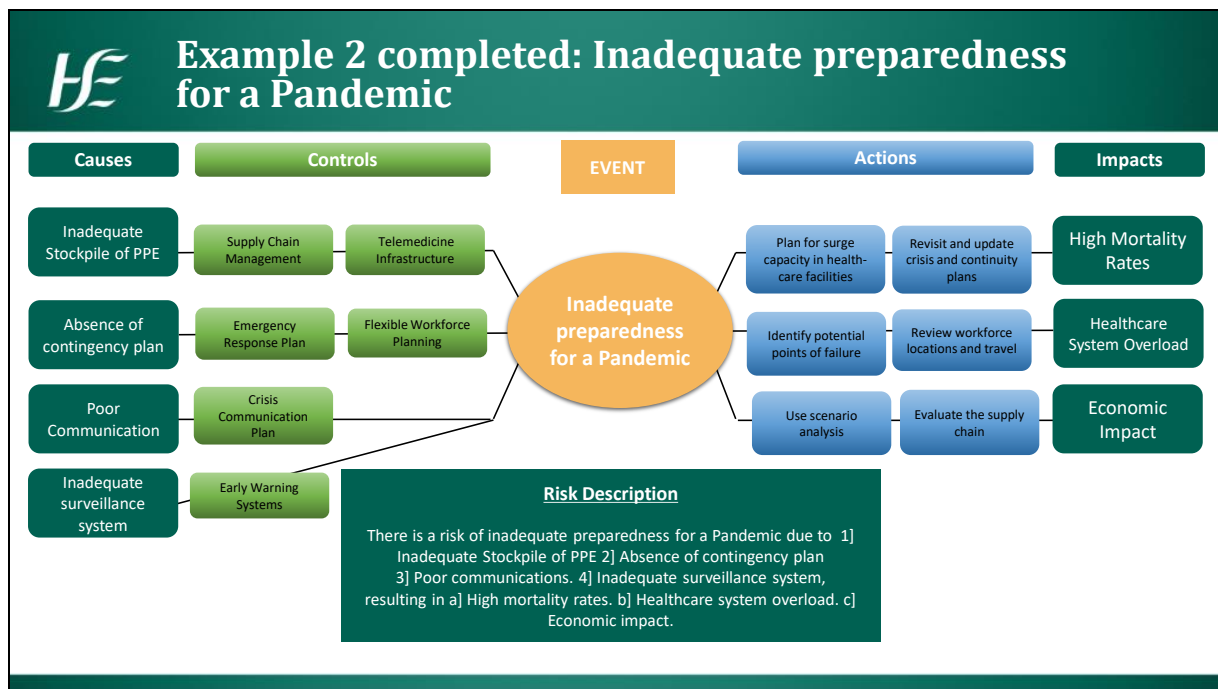 HSE
Example 2 completed: Inadequate preparedness
for a Pandemic
Causes
Controls
EVENT
Actions
Impacts
Inadequate
Stockpile of PPE
Supply Chain
Management
Telemedicine
Infrastructure
Plan for surge
capacity in health-
care facilities
Revisit and update
crisis and continuity
plans
High Mortality
Rates
Absence of
contingency plan
Emergency
Response Plan
Flexible Workforce
Planning
Inadequate
preparedness
for a Pandemic
Identify potential
points of failure
Review workforce
locations and travel
Healthcare
System Overload
Poor
Communication
Crisis
Communication
Plan
Use scenario
analysis
Evaluate the supply
chain
Economic
Impact
Inadequate
surveillance
system
Early Warning
Systems
Risk Description
There is a risk of inadequate preparedness for a Pandemic due to 1]
Inadequate Stockpile of PPE 2] Absence of contingency plan
3] Poor communications. 4] Inadequate surveillance system,
resulting in a] High mortality rates. b] Healthcare system overload. c]
Economic impact.